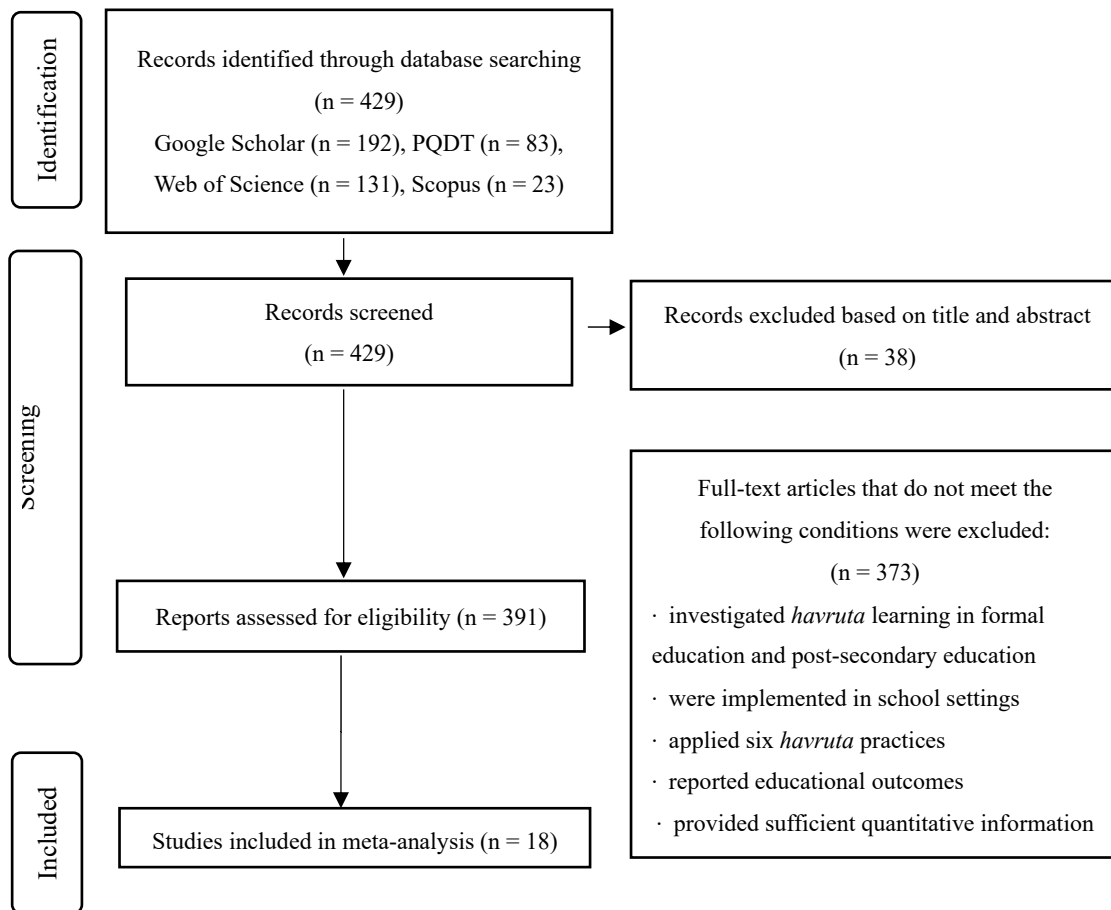 Identification
Records identified through database searching
(n = 429)
Google Scholar (n = 192), PQDT (n = 83),
Web of Science (n = 131), Scopus (n = 23)
Screening
Records screened
(n = 429)
Records excluded based on title and abstract
(n = 38)
Reports assessed for eligibility (n = 391)
Full-text articles that do not meet the
following conditions were excluded:
(n = 373)
· investigated havruta learning in formal
education and post-secondary education
· were implemented in school settings
· applied six havruta practices
· reported educational outcomes
· provided sufficient quantitative information
Included
Studies included in meta-analysis (n = 18)